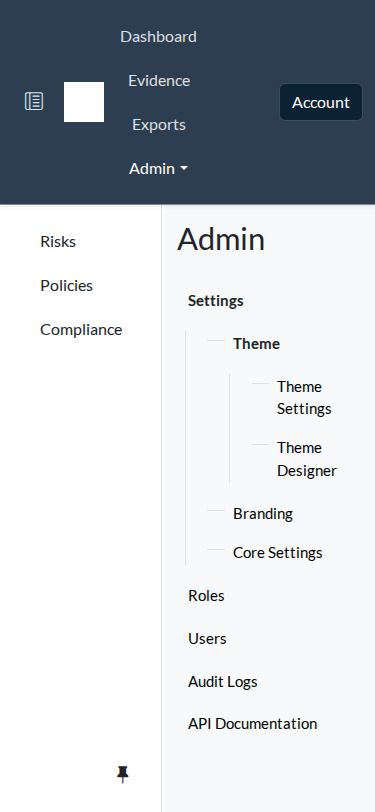 Dashboard
Evidence
Exports
Admin
Account
Risks
Policies
Compliance
Admin
Settings
Theme
Theme
Settings
Theme
Designer
Branding
Core Settings
Roles
Users
Audit Logs
API Documentation